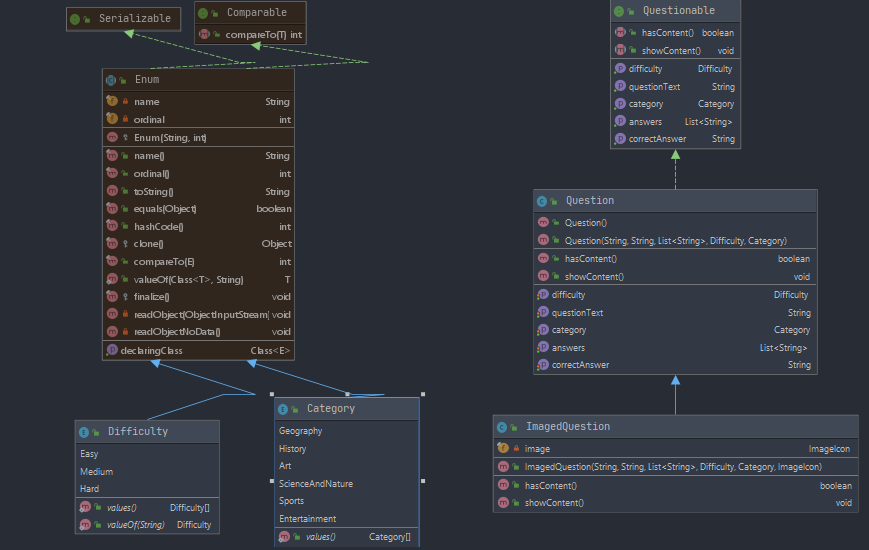 Serializable
Comparable
compareTo(T) int
Enum
name String
ordinal int
Enum(String, int)
name() String
ordinal() int
toString() String
equals(Object) boolean
hashCode() int
clone() Object
compareTo(E) int
valueOf(Class<T>, String) T
finalize() void
readObject(ObjectInputStream) void
readObjectNoData() void
declaringClass Class<E>
Difficulty
Easy
Medium
Hard
values() Difficulty[]
valueOf(String) Difficulty
Category
Geography
History
Art
ScienceAndNature
Sports
Entertainment
values() Category[]
Questionable
hasContent() boolean
showContent() void
difficulty Difficulty
questionText String
category Category
answers List<String>
correctAnswer String
Question
Question()
Question(String, String, List<String>, Difficulty, Category)
hasContent() boolean
showContent() void
difficulty Difficulty
questionText String
category Category
answers List<String>
correctAnswer String
ImagedQuestion
image ImageIcon
ImagedQuestion(String, String, List<String>, Difficulty, Category, ImageIcon)
hasContent() boolean
showContent() void